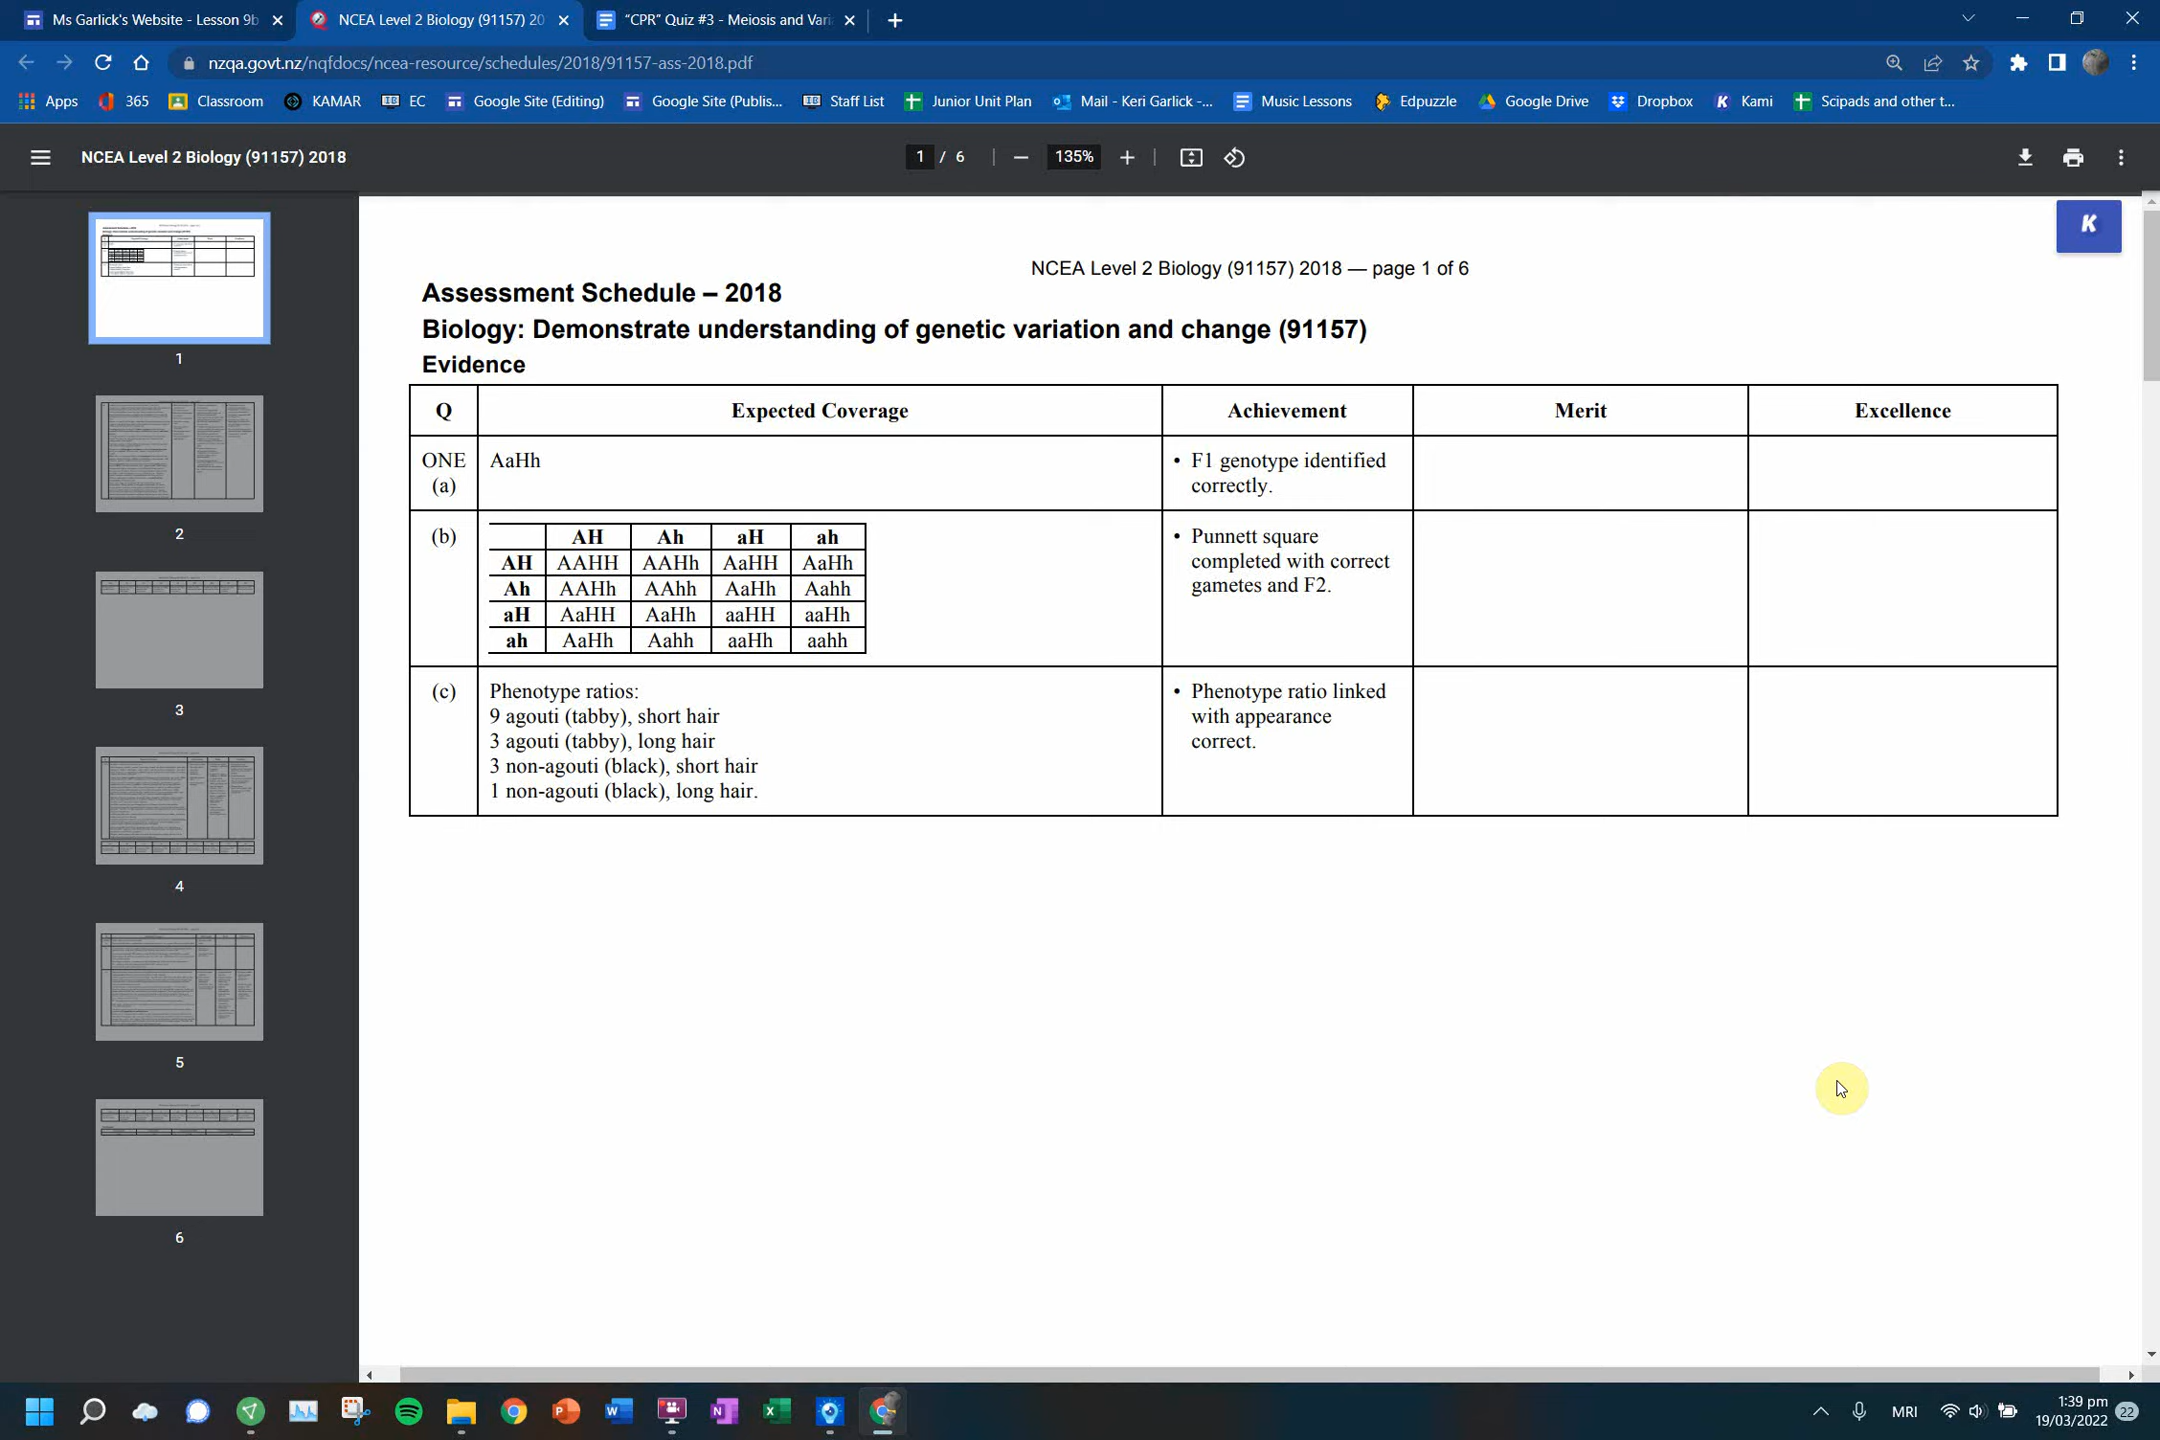 Ms Garlick's Website - Lesson 9b
NCEA Level 2 Biology (91157) 20
“CPR” Quiz #3 - Meiosis and Vari
nzqa.govt.nz/nqfdocs/ncea-resource/schedules/2018/91157-ass-2018.pdf
Apps 365 Classroom KAMAR EC Google Site (Editing) Google Site (Publis... Staff List Junior Unit Plan Mail - Keri Garlick -... Music Lessons Edpuzzle Google Drive Dropbox Kami Scipads and other t...
NCEA Level 2 Biology (91157) 2018
1 / 6
135%
K
NCEA Level 2 Biology (91157) 2018 — page 1 of 6
Assessment Schedule – 2018
Biology: Demonstrate understanding of genetic variation and change (91157)
Evidence
Q Expected Coverage Achievement Merit Excellence
ONE (a)
AaHh
• F1 genotype identified
correctly.
(b)
AH Ah aH ah
AH AAHH AAHh AaHH AaHh
Ah AAHh AAhh AaHh Aahh
aH AaHH AaHh aaHH aaHh
ah AaHh Aahh aaHh aahh
• Punnett square
completed with correct
gametes and F2.
(c)
Phenotype ratios:
9 agouti (tabby), short hair
3 agouti (tabby), long hair
3 non-agouti (black), short hair
1 non-agouti (black), long hair.
• Phenotype ratio linked
with appearance
correct.
1
2
3
4
5
6
MRI
1:39 pm
19/03/2022
22